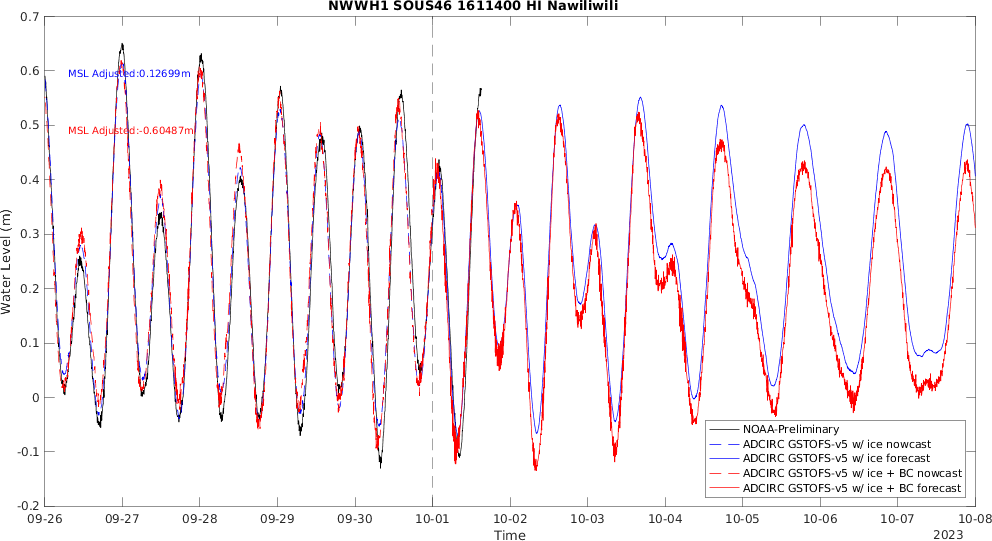 NWWH1 SOUS46 1611400 HI Nawiliwili
0.7
0.6
0.5
0.4
0.3
0.2
0.1
0
-0.1
-0.2
Water Level (m)
MSL Adjusted:0.12699m
MSL Adjusted:-0.60487m
NOAA-Preliminary
ADCIRC GSTOFS-v5 w/ ice nowcast
ADCIRC GSTOFS-v5 w/ ice forecast
ADCIRC GSTOFS-v5 w/ ice + BC nowcast
ADCIRC GSTOFS-v5 w/ ice + BC forecast
09-26 09-27 09-28 09-29 09-30 10-01 10-02 10-03 10-04 10-05 10-06 10-07 10-08
Time
2023